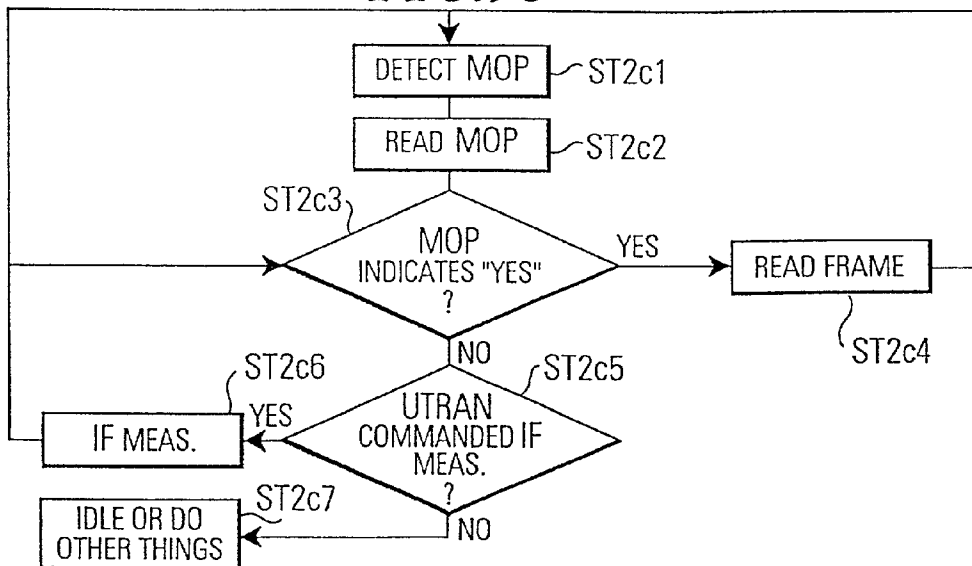 DETECT MOP
ST2c1
READ MOP
ST2c2
ST2c3
MOP
INDICATES "YES"
?
YES
READ FRAME
ST2c4
NO
ST2c6
ST2c5
YES
UTRAN
COMMANDED IF
MEAS.
?
IF MEAS.
ST2c7
NO
IDLE OR DO
OTHER THINGS